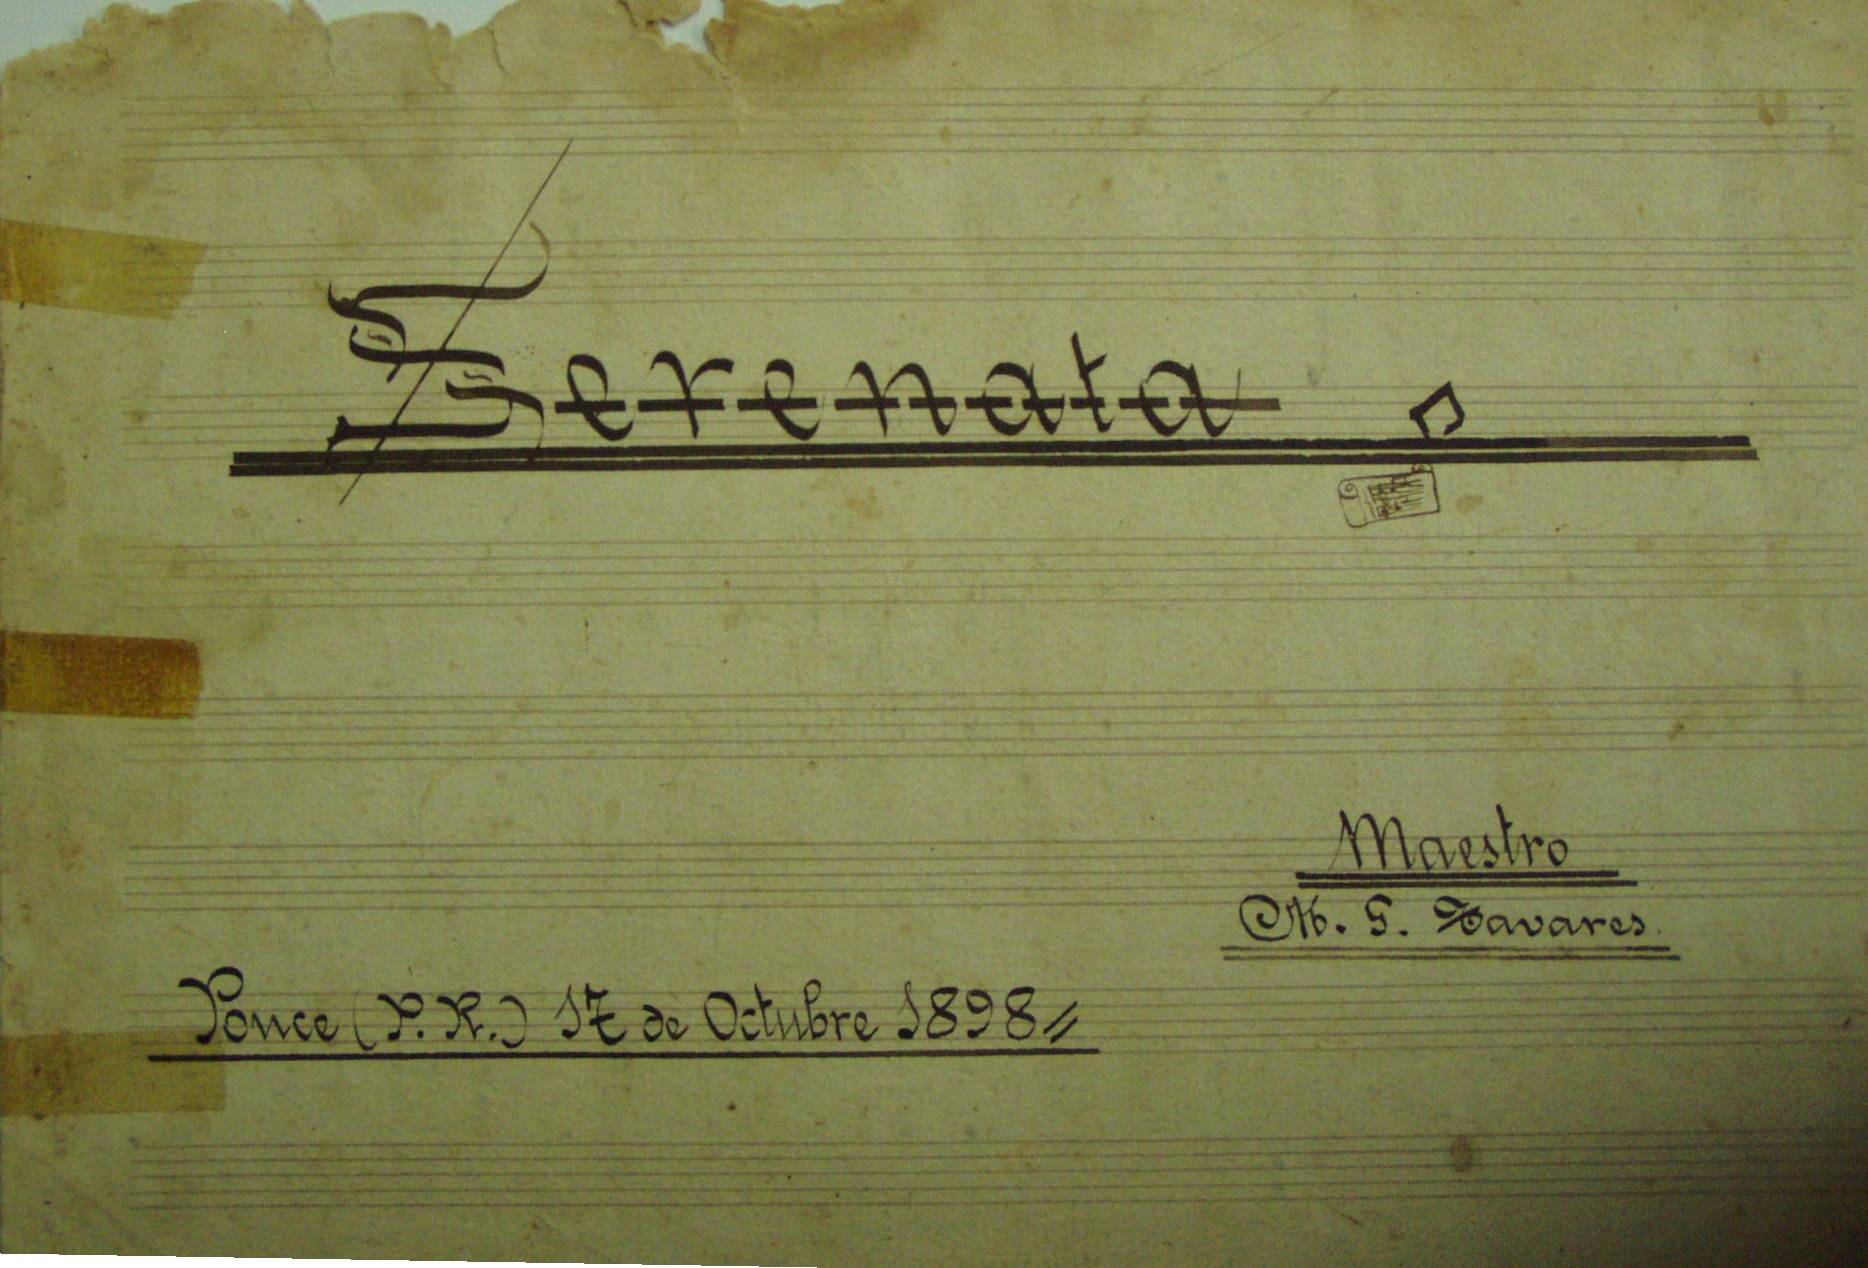 Serenata
Maestro
M. G. Tavares.
Ponce (P. R.) 17 de Octubre 1898